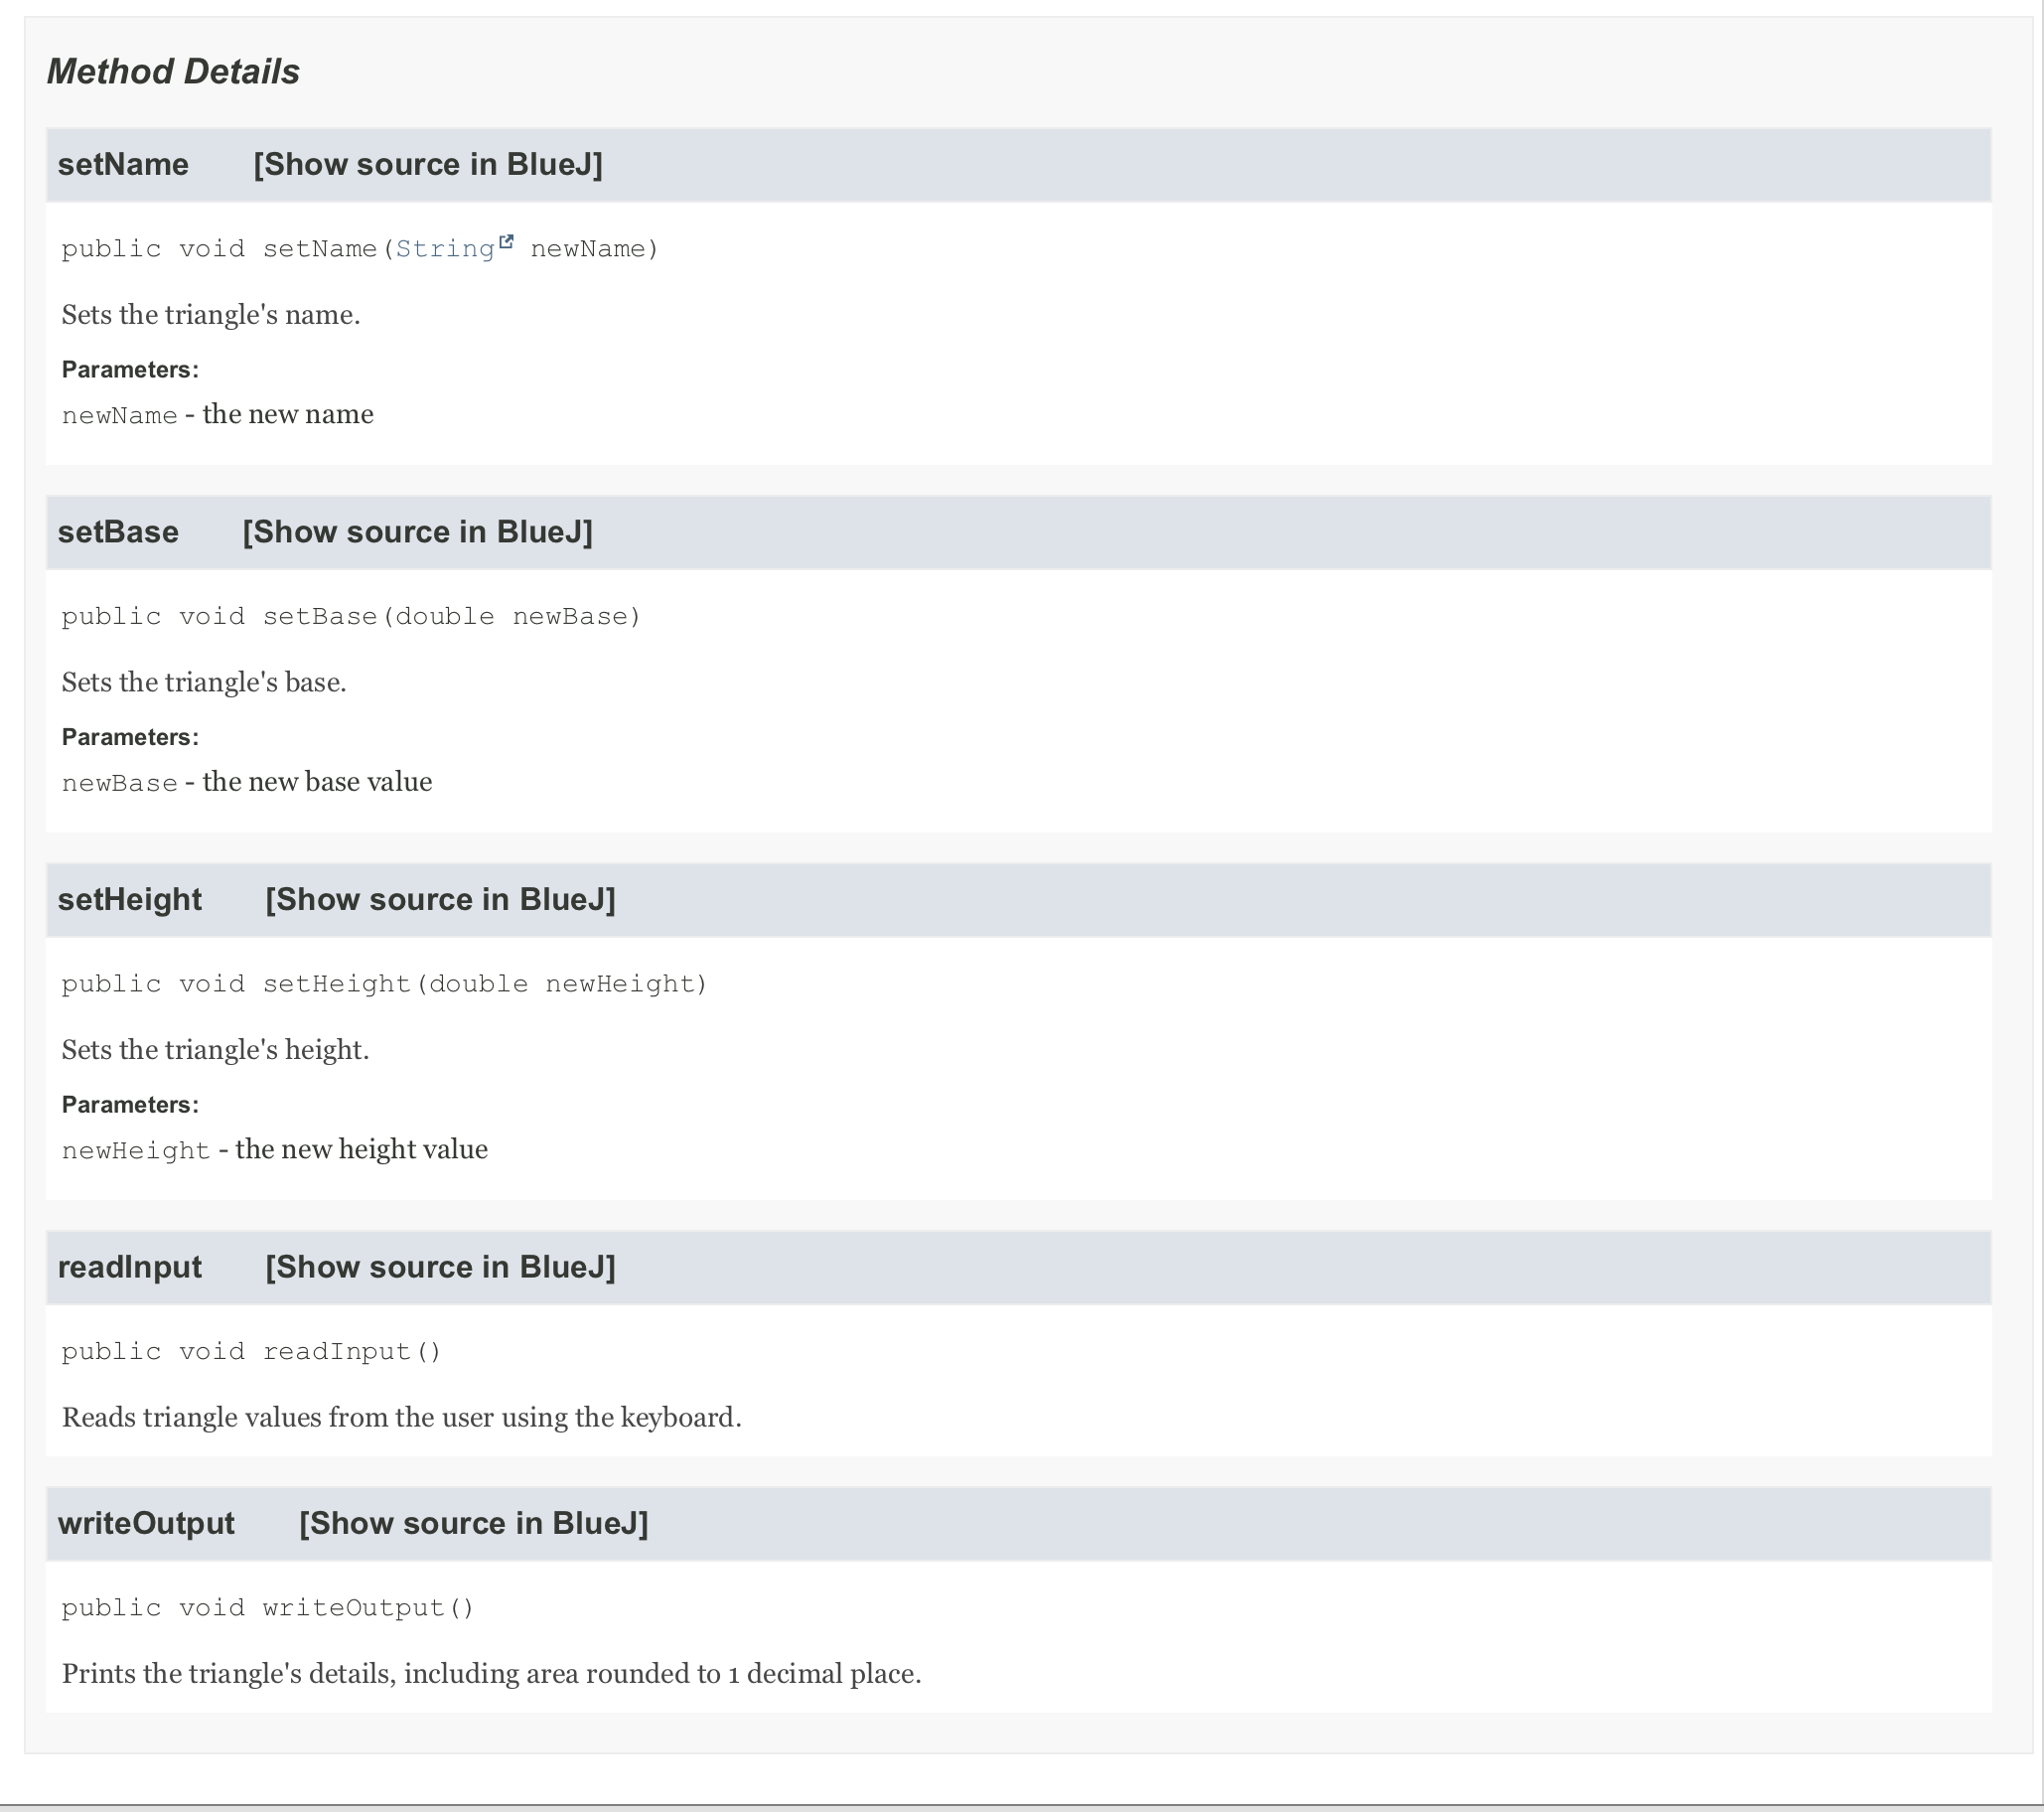 Method Details
setName [Show source in BlueJ]
public void setName(String newName)
Sets the triangle's name.
Parameters:
newName - the new name
setBase [Show source in BlueJ]
public void setBase(double newBase)
Sets the triangle's base.
Parameters:
newBase - the new base value
setHeight [Show source in BlueJ]
public void setHeight(double newHeight)
Sets the triangle's height.
Parameters:
newHeight - the new height value
readInput [Show source in BlueJ]
public void readInput()
Reads triangle values from the user using the keyboard.
writeOutput [Show source in BlueJ]
public void writeOutput()
Prints the triangle's details, including area rounded to 1 decimal place.